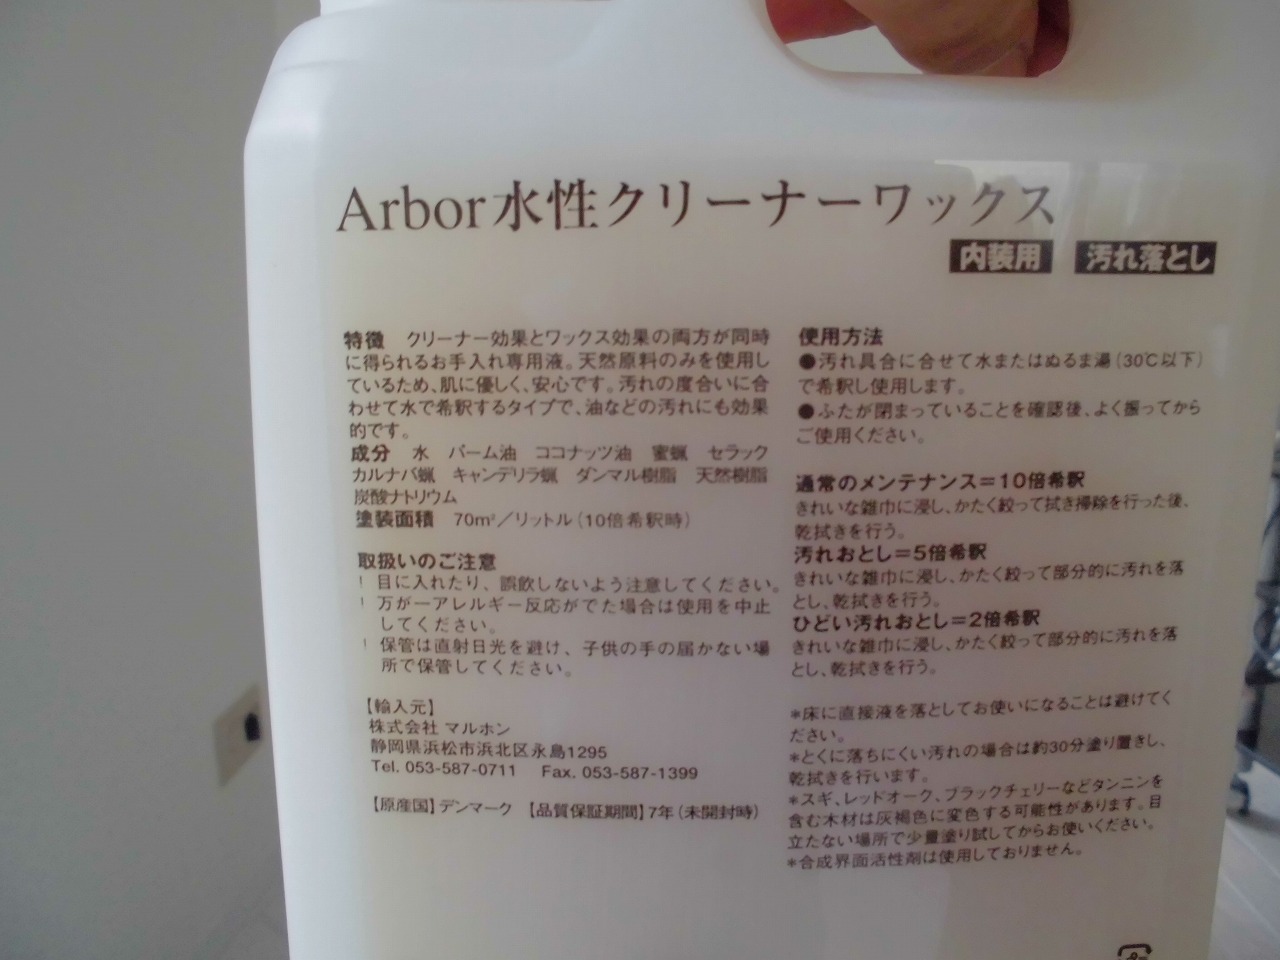 Arbor水性クリーナーワックス
内装用 汚れ落とし
特徴 クリーナー効果とワックス効果の両方が同時
に得られるお手入れ専用液。天然原料のみを使用し
ているため、肌に優しく、安心です。汚れの度合いに合
わせて水で希釈するタイプで、油などの汚れにも効果
的です。
成分 水 パーム油 ココナッツ油 蜜蝋 セラック
カルナバ蝋 キャンデリラ蝋 ダンマル樹脂 天然樹脂
炭酸ナトリウム
塗装面積 70㎡/リットル(10倍希釈時)
取扱いのご注意
! 目に入れたり、誤飲しないよう注意してください。
! 万が一アレルギー反応がでた場合は使用を中止
してください。
! 保管は直射日光を避け、子供の手の届かない場
所で保管してください。
【輸入元】
株式会社 マルホン
静岡県浜松市浜北区永島1295
Tel. 053-587-0711 Fax. 053-587-1399
【原産国】デンマーク 【品質保証期間】7年(未開封時)
使用方法
●汚れ具合に合せて水またはぬるま湯(30℃以下)
で希釈し使用します。
●ふたが閉まっていることを確認後、よく振ってから
ご使用ください。
通常のメンテナンス=10倍希釈
きれいな雑巾に浸し、かたく絞って拭き掃除を行った後、
乾拭きを行う。
汚れおとし=5倍希釈
きれいな雑巾に浸し、かたく絞って部分的に汚れを落
とし、乾拭きを行う。
ひどい汚れおとし=2倍希釈
きれいな雑巾に浸し、かたく絞って部分的に汚れを落
とし、乾拭きを行う。
*床に直接液を落としてお使いになることは避けてく
ださい。
*とくに落ちにくい汚れの場合は約30分塗り置きし、
乾拭きを行います。
*スギ、レッドオーク、ブラックチェリーなどタンニンを
含む木材は灰褐色に変色する可能性があります。目
立たない場所で少量塗り試してからお使いください。
*合成界面活性剤は使用しておりません。